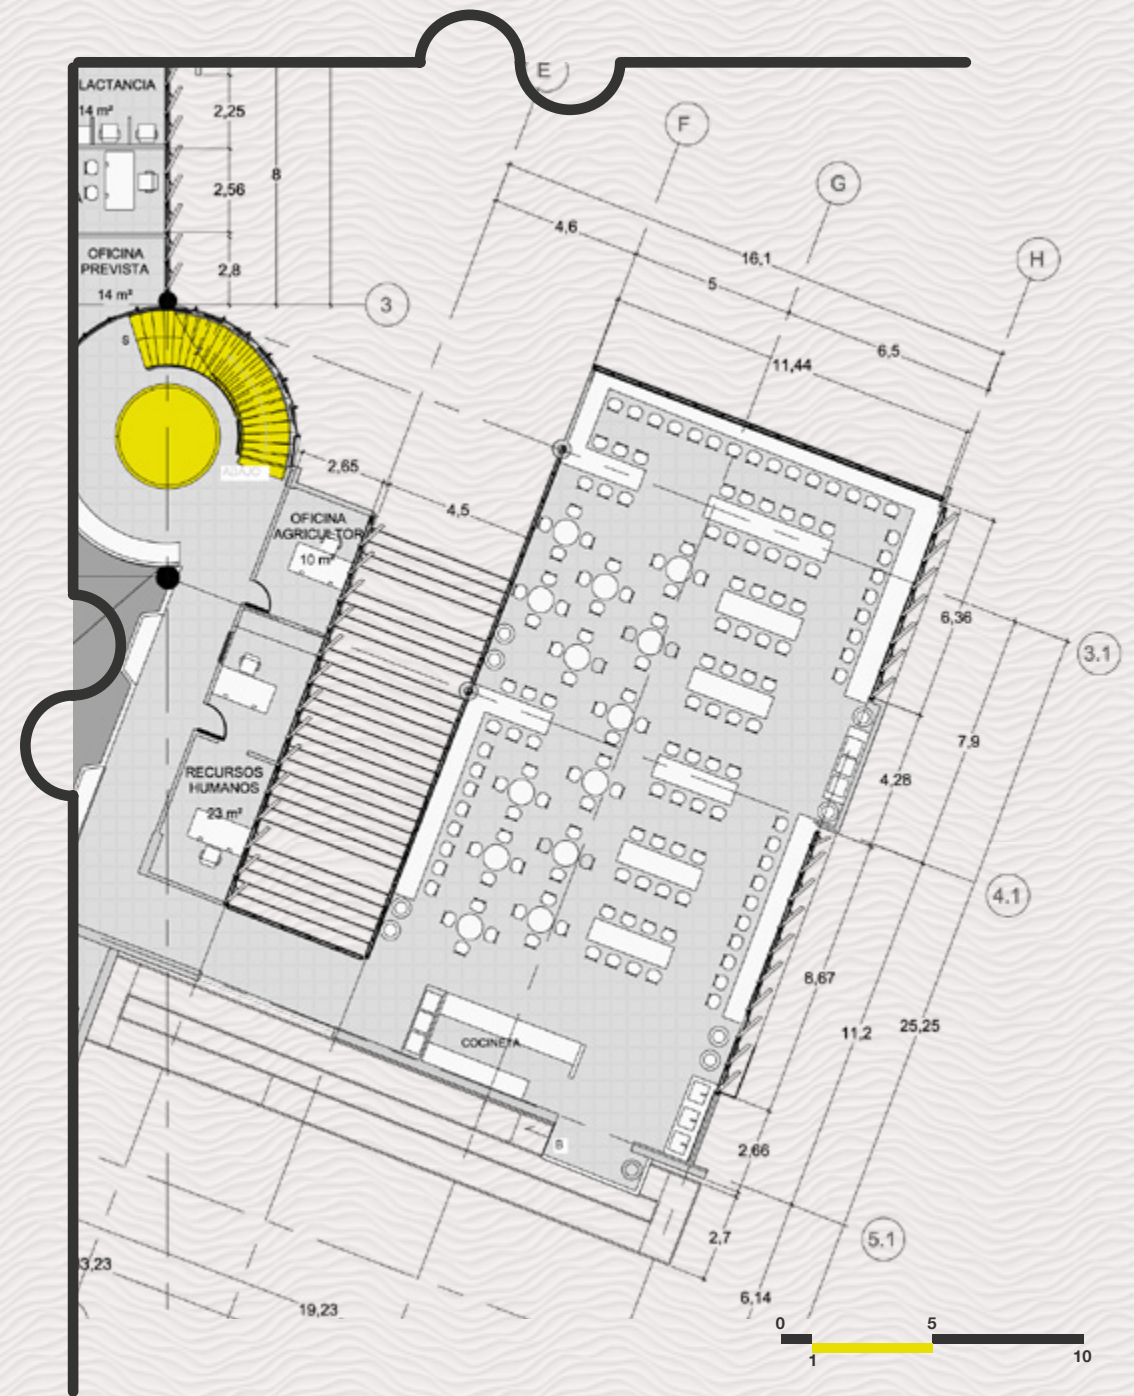 LACTANCIA
14 m²
2,25
2,56
8
OFICINA
PREVISTA
14 m²
2,8
3
E
F
G
H
4,6
16,1
5
6,5
11,44
S
ABAJO
2,65
4,5
OFICINA
AGRICULTOR
10 m²
6,36
3.1
7,9
4,28
4.1
RECURSOS
HUMANOS
23 m²
8,67
11,2
25,25
COCINETA
2,66
2,7
5.1
6,14
3,23
19,23
0
5
1
10